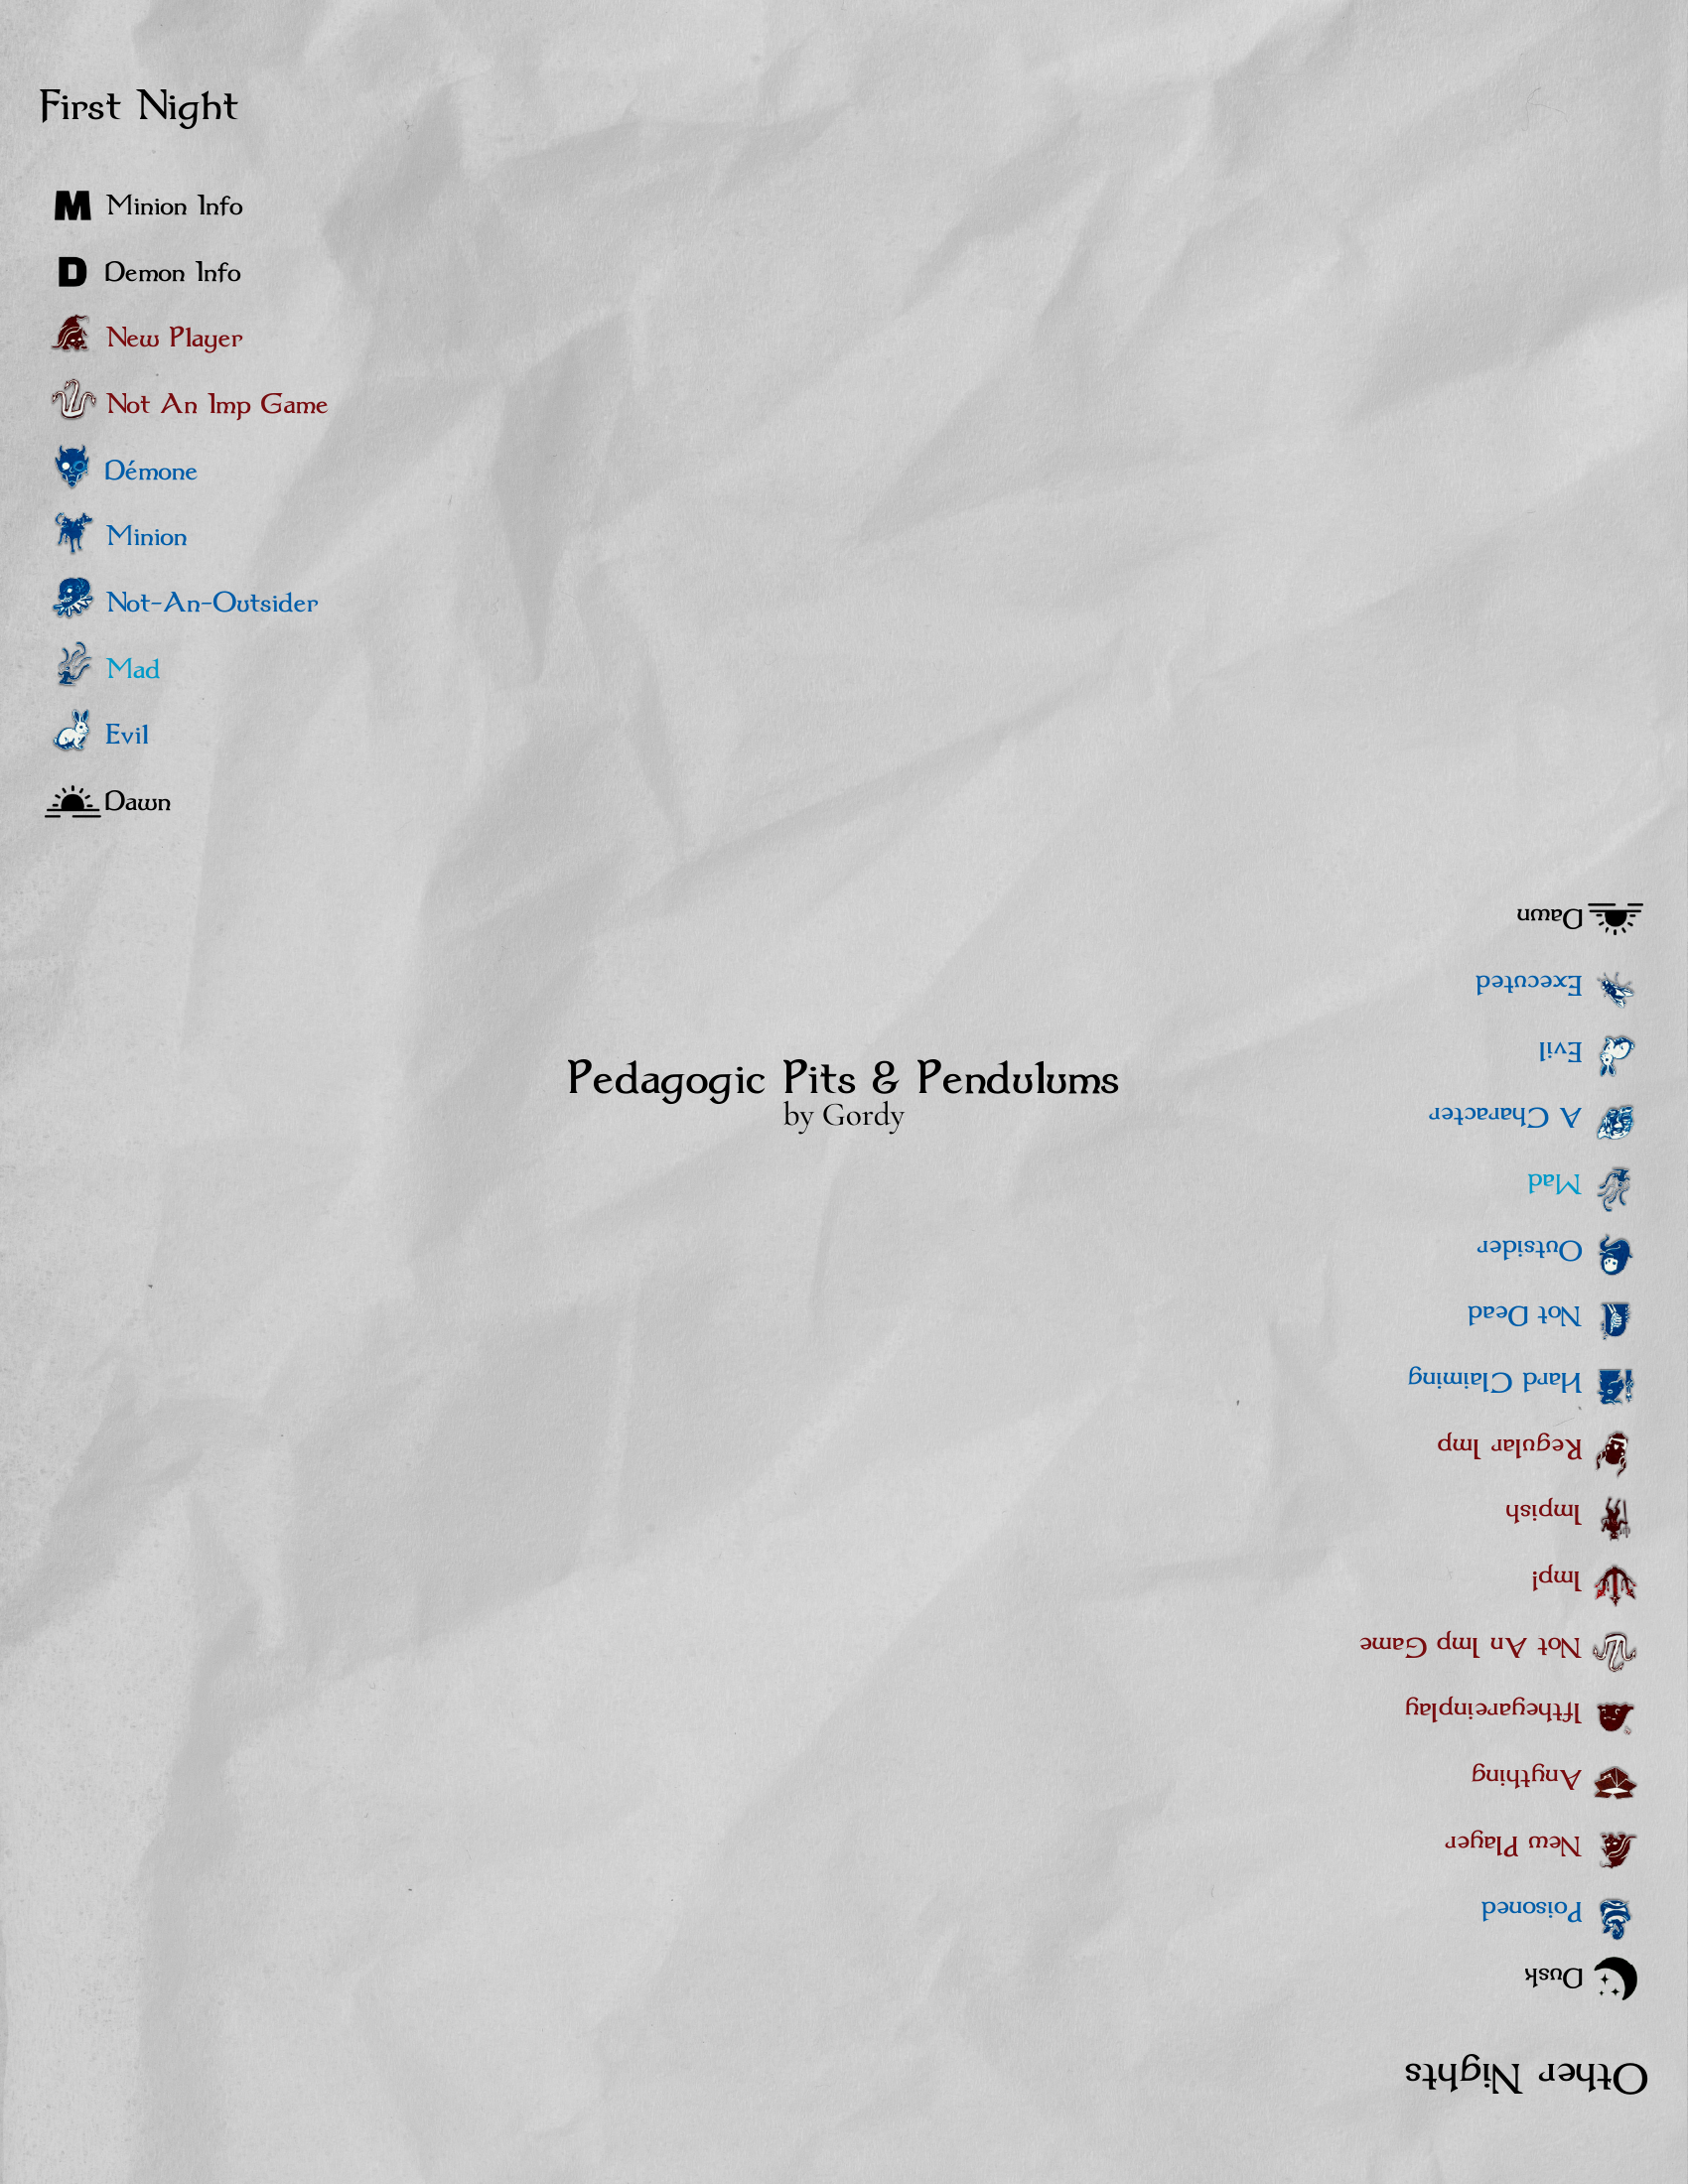 First Night
M Minion Info
D Demon Info
New Player
Not An Imp Game
Démone
Minion
Not-An-Outsider
Mad
Evil
Dawn
Pedagogic Pits & Pendulums
by Gordy
Other Nights
Dusk
Poisoned
New Player
Anything
Iftheyareinplay
Not An Imp Game
Imp!
Impish
Regular Imp
Hard Claiming
Not Dead
Outsider
Mad
A Character
Evil
Executed
Dawn